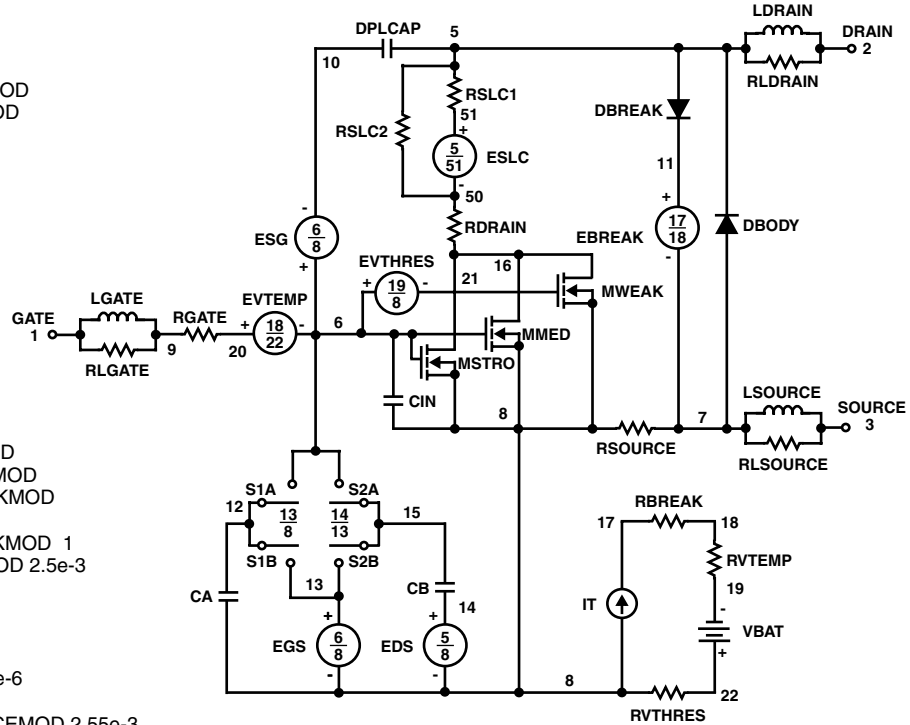 LDRAIN
DPLCAP
5
DRAIN
2
10
RLDRAIN
OD
OD
RSLC1
51
DBREAK
RSLC2
+
5
51
ESLC
-
50
11
-
+
ESG
6
8
+
RDRAIN
EBREAK
17
18
-
DBODY
EVTHRES
+
19
8
-
21
16
MWEAK
LGATE
EVTEMP
GATE
1
RGATE
+
18
22
-
6
MMED
9
20
RLGATE
MSTRO
CIN
LSOURCE
8
7
SOURCE
3
RSOURCE
RLSOURCE
D
MOD
KMOD
KMOD 1
OD 2.5e-3
S1A
S2A
12
13
8
14
13
15
S1B
S2B
RBREAK
17
18
RVTEMP
19
13
CA
CB
14
IT
-
VBAT
+
+
EGS
6
8
-
+
EDS
5
8
-
8
22
RVTHRES
e-6
CEMOD 2.55e-3